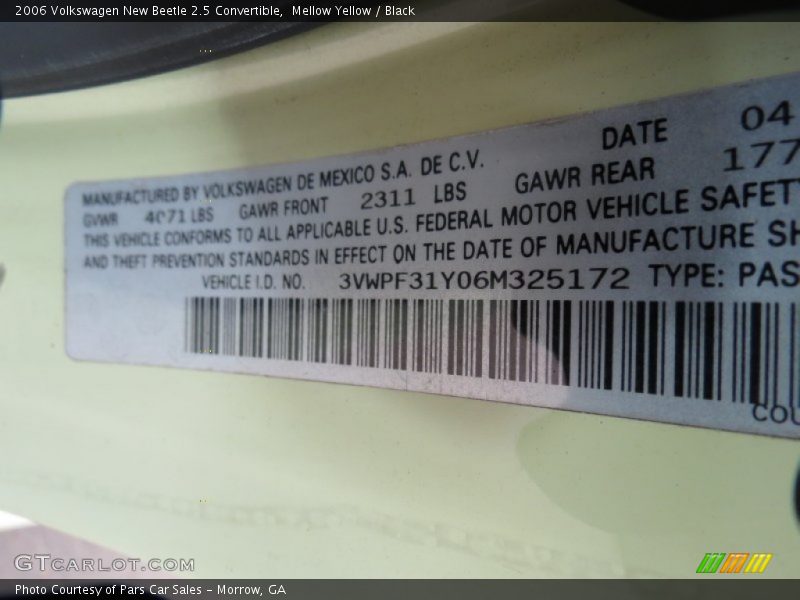 2006 Volkswagen New Beetle 2.5 Convertible, Mellow Yellow / Black
DATE 04
MANUFACTURED BY VOLKSWAGEN DE MEXICO S.A. DE C.V.
GVWR 4071 LBS GAWR FRONT 2311 LBS GAWR REAR 177
THIS VEHICLE CONFORMS TO ALL APPLICABLE U.S. FEDERAL MOTOR VEHICLE SAFETY
AND THEFT PREVENTION STANDARDS IN EFFECT ON THE DATE OF MANUFACTURE SH
VEHICLE I.D. NO. 3VWPF31Y06M325172 TYPE: PAS
COU
GTCARLOT.COM
Photo Courtesy of Pars Car Sales - Morrow, GA